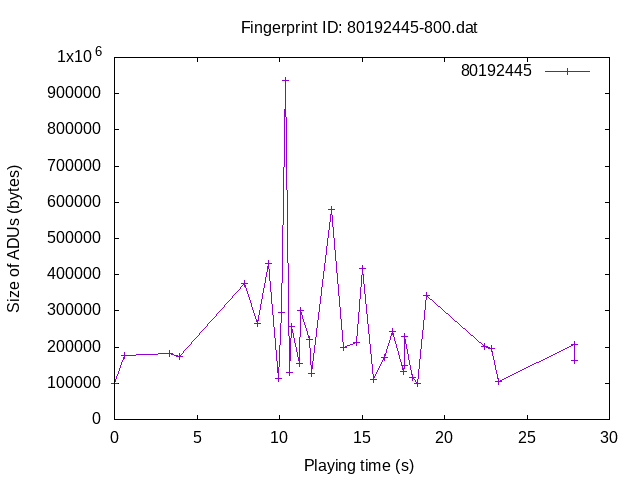 Fingerprint ID: 80192445-800.dat
1x10^6
80192445
900000
800000
700000
600000
500000
400000
300000
200000
100000
0
Size of ADUs (bytes)
0 5 10 15 20 25 30
Playing time (s)